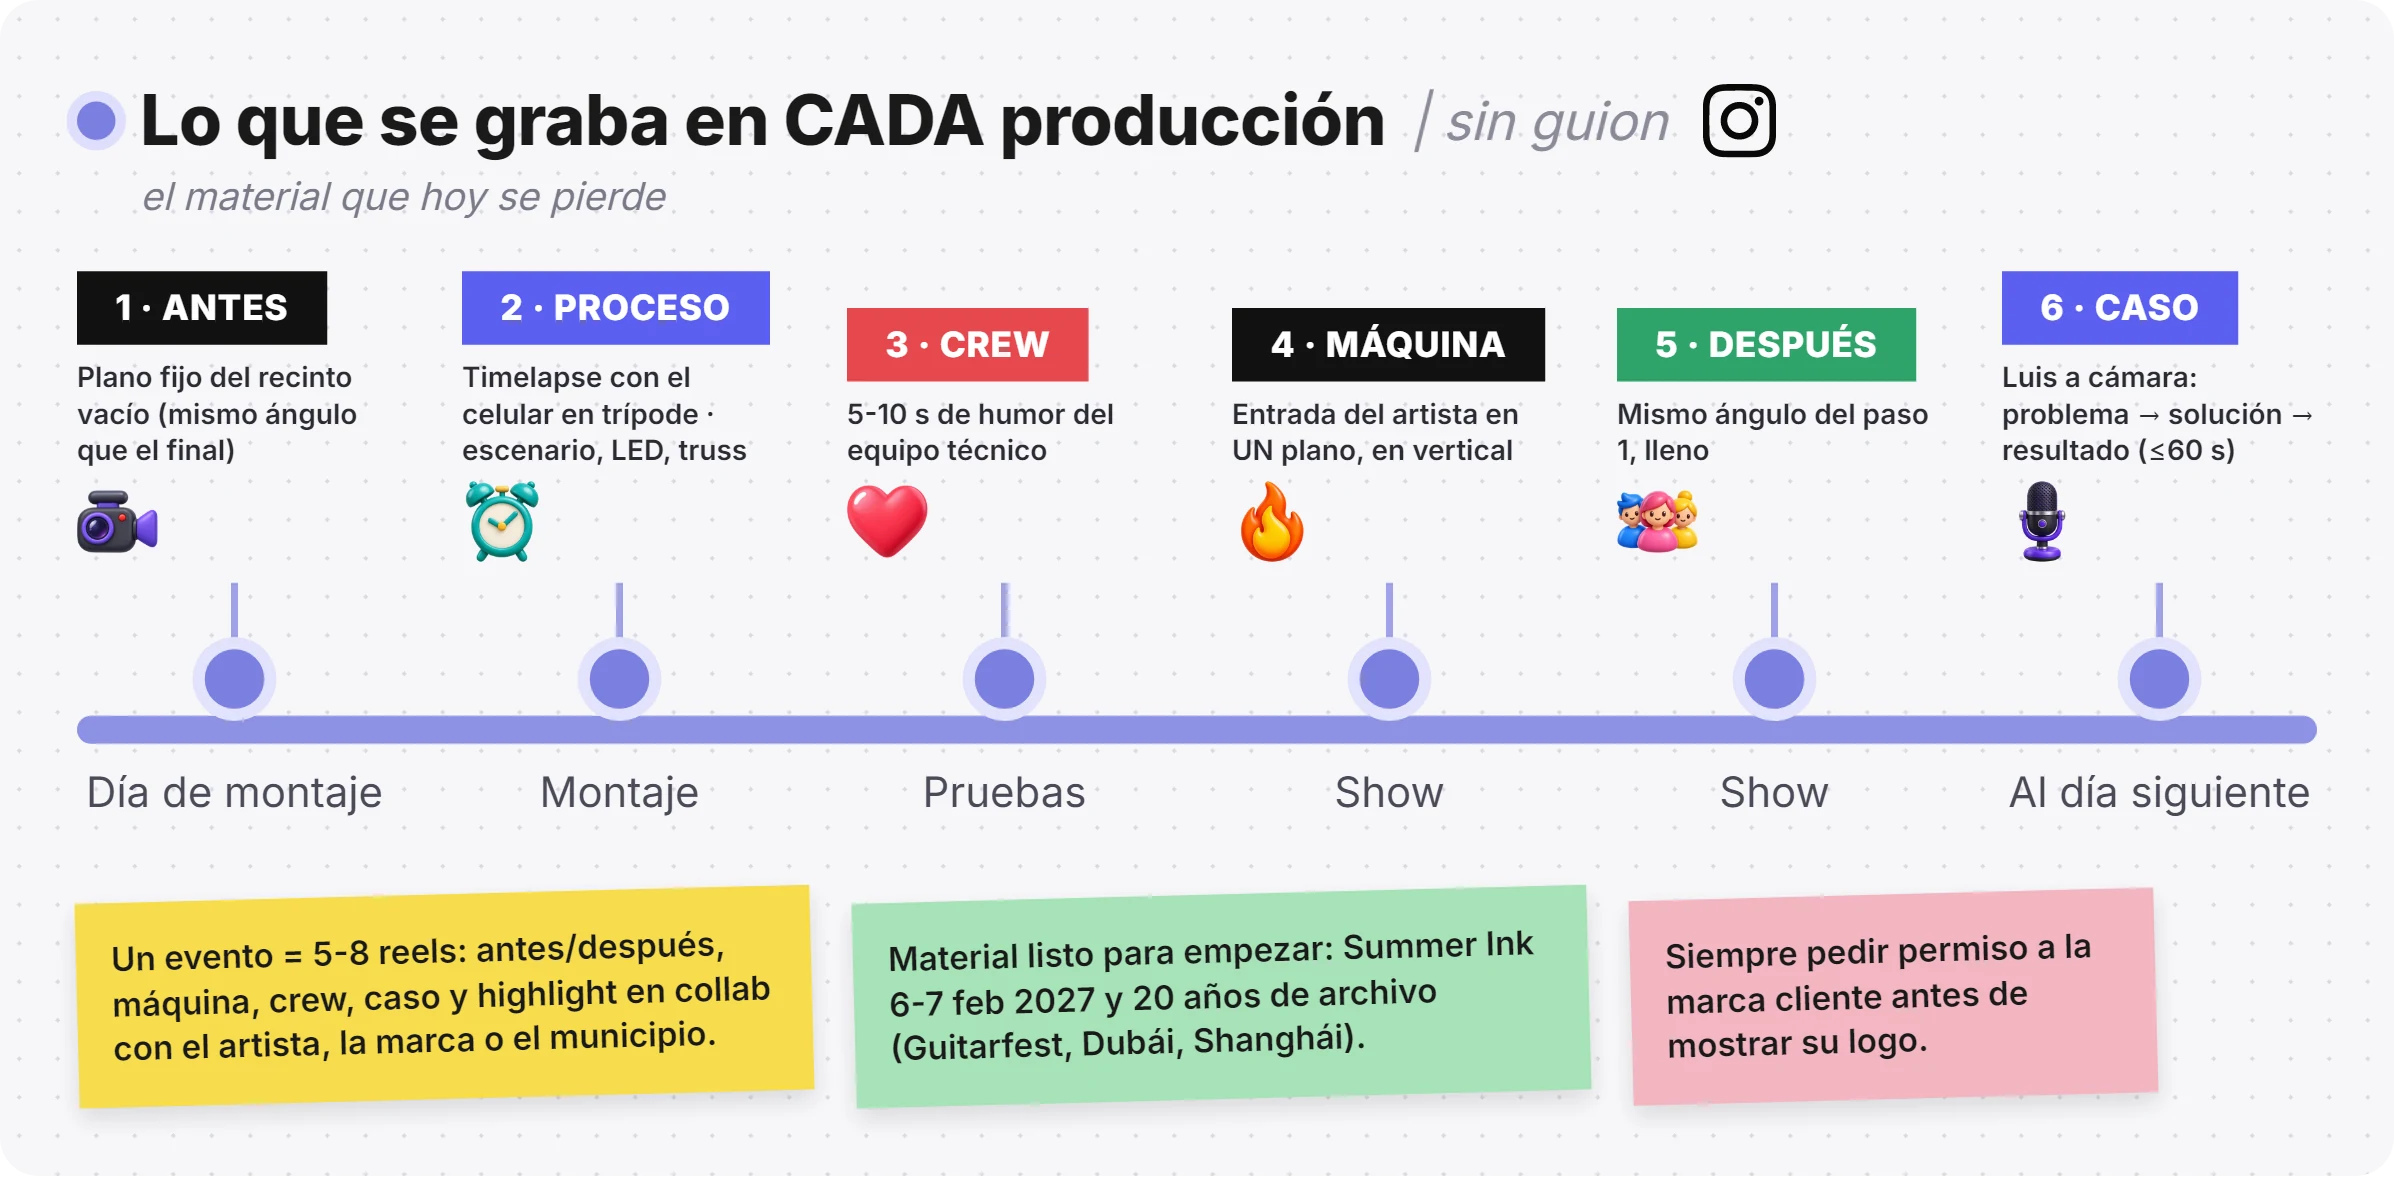 Lo que se graba en CADA producción | sin guion
el material que hoy se pierde
1 · ANTES
Plano fijo del recinto
vacío (mismo ángulo
que el final)
2 · PROCESO
Timelapse con el
celular en trípode ·
escenario, LED, truss
3 · CREW
5-10 s de humor del
equipo técnico
4 · MÁQUINA
Entrada del artista en
UN plano, en vertical
5 · DESPUÉS
Mismo ángulo del paso
1, lleno
6 · CASO
Luis a cámara:
problema → solución →
resultado (≤60 s)
Día de montaje
Montaje
Pruebas
Show
Show
Al día siguiente
Un evento = 5-8 reels: antes/después,
máquina, crew, caso y highlight en collab
con el artista, la marca o el municipio.
Material listo para empezar: Summer Ink
6-7 feb 2027 y 20 años de archivo
(Guitarfest, Dubái, Shanghái).
Siempre pedir permiso a la
marca cliente antes de
mostrar su logo.